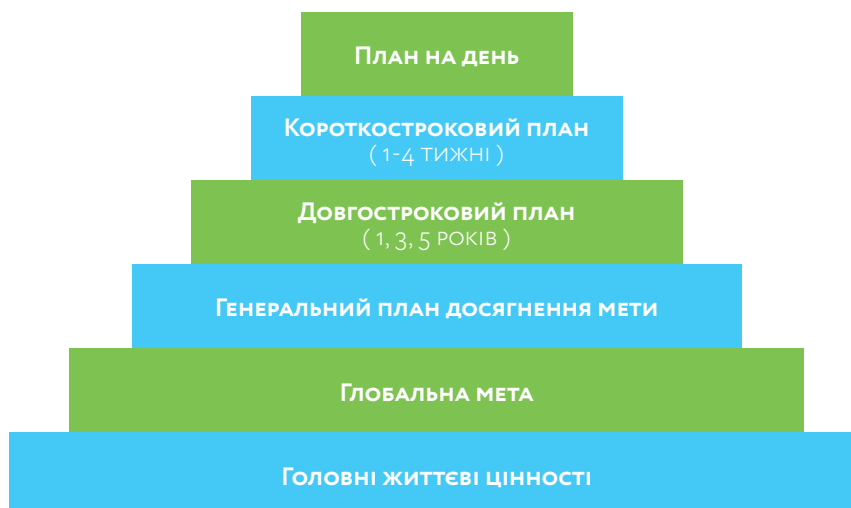 План на день
Короткостроковий план
( 1-4 тижні )
Довгостроковий план
( 1, 3, 5 років )
Генеральний план досягнення мети
Глобальна мета
Головні життєві цінності